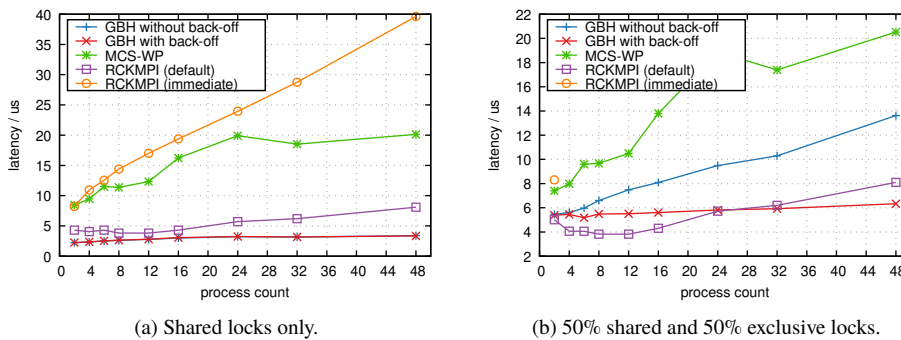 40
35
30
25
20
15
10
5
0
latency / us
GBH without back-off
GBH with back-off
MCS-WP
RCKMPI (default)
RCKMPI (immediate)
0 4 8 12 16 20 24 28 32 36 40 44 48
process count
(a) Shared locks only.
22
20
18
16
14
12
10
8
6
4
2
latency / us
GBH without back-off
GBH with back-off
MCS-WP
RCKMPI (default)
RCKMPI (immediate)
0 4 8 12 16 20 24 28 32 36 40 44 48
process count
(b) 50% shared and 50% exclusive locks.